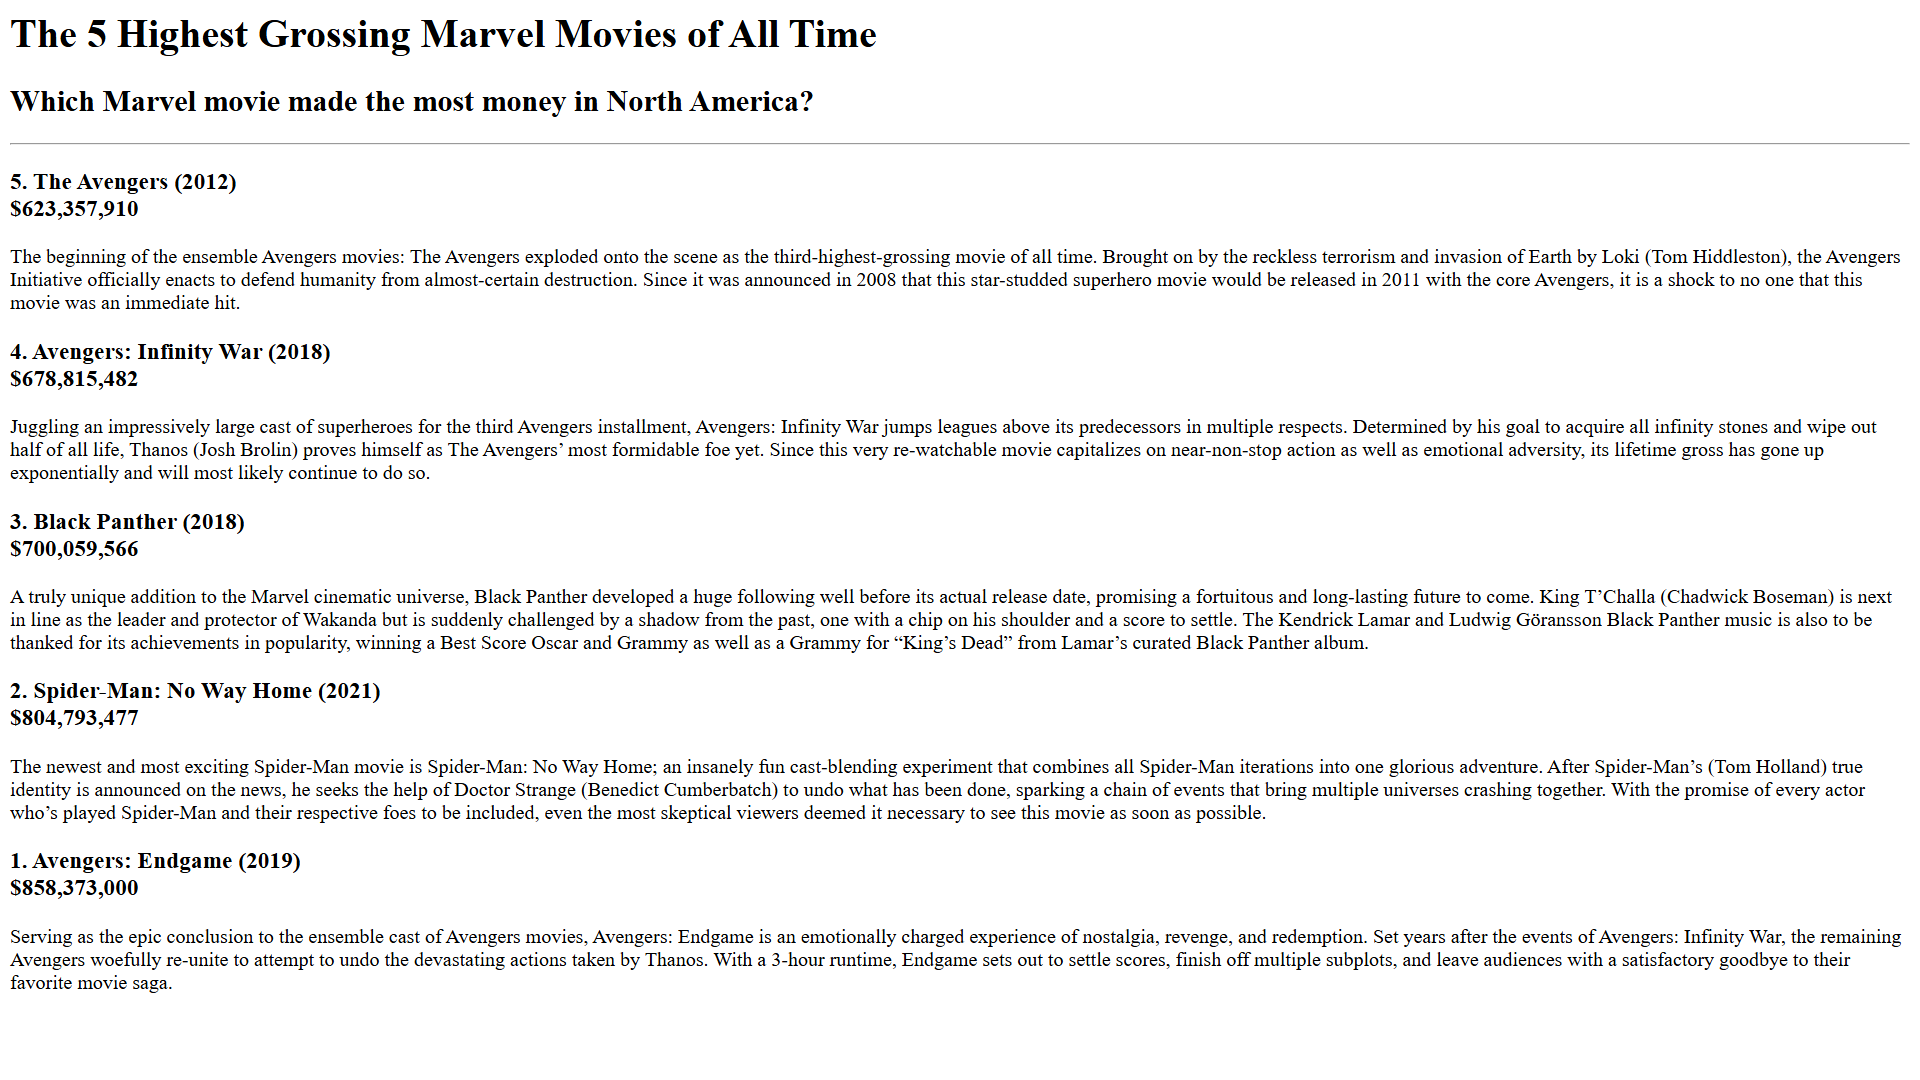 The 5 Highest Grossing Marvel Movies of All Time
Which Marvel movie made the most money in North America?
5. The Avengers (2012)
$623,357,910
The beginning of the ensemble Avengers movies: The Avengers exploded onto the scene as the third-highest-grossing movie of all time. Brought on by the reckless terrorism and invasion of Earth by Loki (Tom Hiddleston), the Avengers
Initiative officially enacts to defend humanity from almost-certain destruction. Since it was announced in 2008 that this star-studded superhero movie would be released in 2011 with the core Avengers, it is a shock to no one that this
movie was an immediate hit.
4. Avengers: Infinity War (2018)
$678,815,482
Juggling an impressively large cast of superheroes for the third Avengers installment, Avengers: Infinity War jumps leagues above its predecessors in multiple respects. Determined by his goal to acquire all infinity stones and wipe out
half of all life, Thanos (Josh Brolin) proves himself as The Avengers’ most formidable foe yet. Since this very re-watchable movie capitalizes on near-non-stop action as well as emotional adversity, its lifetime gross has gone up
exponentially and will most likely continue to do so.
3. Black Panther (2018)
$700,059,566
A truly unique addition to the Marvel cinematic universe, Black Panther developed a huge following well before its actual release date, promising a fortuitous and long-lasting future to come. King T’Challa (Chadwick Boseman) is next
in line as the leader and protector of Wakanda but is suddenly challenged by a shadow from the past, one with a chip on his shoulder and a score to settle. The Kendrick Lamar and Ludwig Göransson Black Panther music is also to be
thanked for its achievements in popularity, winning a Best Score Oscar and Grammy as well as a Grammy for “King’s Dead” from Lamar’s curated Black Panther album.
2. Spider-Man: No Way Home (2021)
$804,793,477
The newest and most exciting Spider-Man movie is Spider-Man: No Way Home; an insanely fun cast-blending experiment that combines all Spider-Man iterations into one glorious adventure. After Spider-Man’s (Tom Holland) true
identity is announced on the news, he seeks the help of Doctor Strange (Benedict Cumberbatch) to undo what has been done, sparking a chain of events that bring multiple universes crashing together. With the promise of every actor
who’s played Spider-Man and their respective foes to be included, even the most skeptical viewers deemed it necessary to see this movie as soon as possible.
1. Avengers: Endgame (2019)
$858,373,000
Serving as the epic conclusion to the ensemble cast of Avengers movies, Avengers: Endgame is an emotionally charged experience of nostalgia, revenge, and redemption. Set years after the events of Avengers: Infinity War, the remaining
Avengers woefully re-unite to attempt to undo the devastating actions taken by Thanos. With a 3-hour runtime, Endgame sets out to settle scores, finish off multiple subplots, and leave audiences with a satisfactory goodbye to their
favorite movie saga.